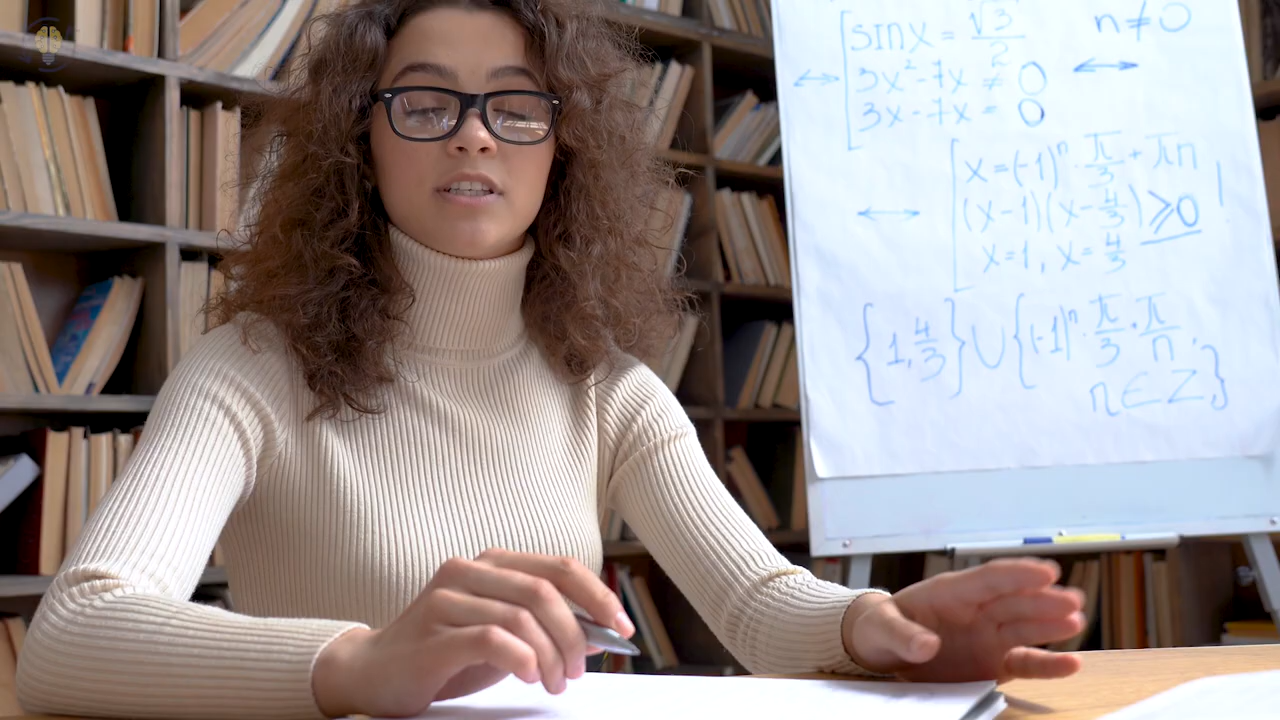 sinx = √3/2 n≠0
↔ [ 3x²-7x ≠ 0 ↔
3x-7x = 0
x=(-1)ⁿ·π/3+πn
↔ [ (x-1)(x-4/3)≥0 !
x=1, x=4/3
{1,4/3}∪{(-1)ⁿ·π/3·π/n,
n∈Z,}